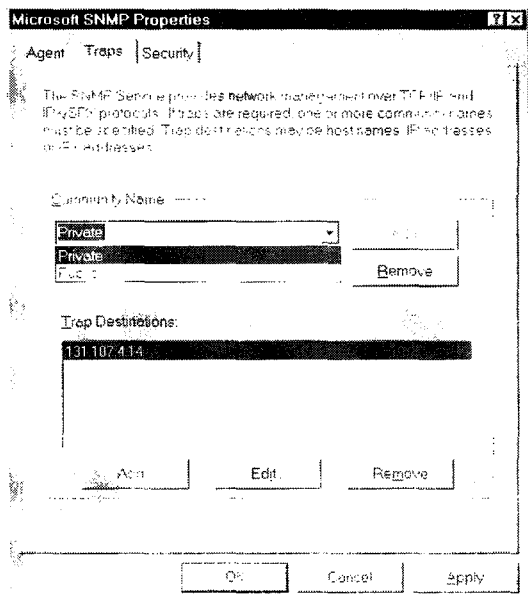 Microsoft SNMP Properties
Agent Traps Security
The SNMP Service provides network management over TCP/IP and
IPX/SPX protocols. If traps are required, one or more community names
must be specified. Trap destinations may be host names, IP addresses
or IPX addresses.
Community Name
Private
Private
Public
Add
Remove
Trap Destinations:
131.107.4.14
Add...
Edit...
Remove
OK
Cancel
Apply